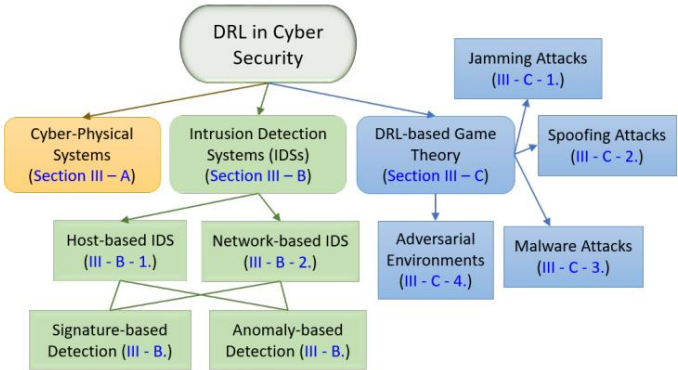 DRL in Cyber
Security
Cyber-Physical
Systems
(Section III – A)
Intrusion Detection
Systems (IDSs)
(Section III – B)
DRL-based Game
Theory
(Section III – C)
Jamming Attacks
(III - C - 1.)
Spoofing Attacks
(III - C - 2.)
Malware Attacks
(III - C - 3.)
Adversarial
Environments
(III - C - 4.)
Host-based IDS
(III - B - 1.)
Network-based IDS
(III - B - 2.)
Signature-based
Detection (III - B.)
Anomaly-based
Detection (III - B.)